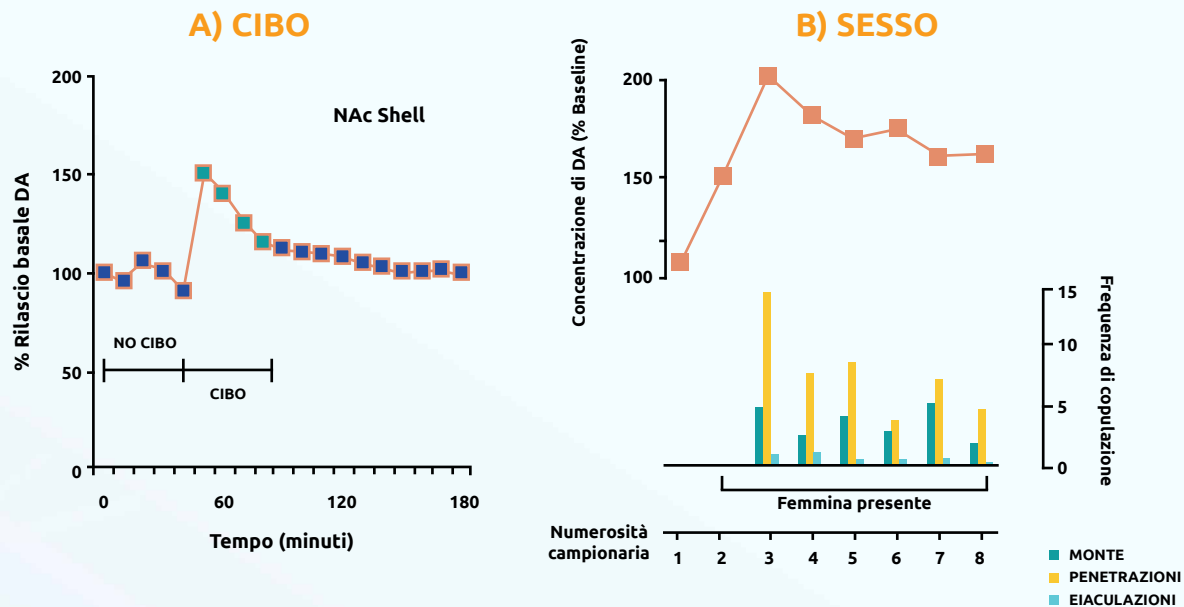 A) CIBO
% Rilascio basale DA
200
150
100
50
0
NAc Shell
NO CIBO
CIBO
0
60
120
180
Tempo (minuti)
B) SESSO
Concentrazione di DA (% Baseline)
200
150
100
15
10
5
0
Frequenza di copulazione
Femmina presente
Numerosità
campionaria
1 2 3 4 5 6 7 8
MONTE
PENETRAZIONI
EIACULAZIONI